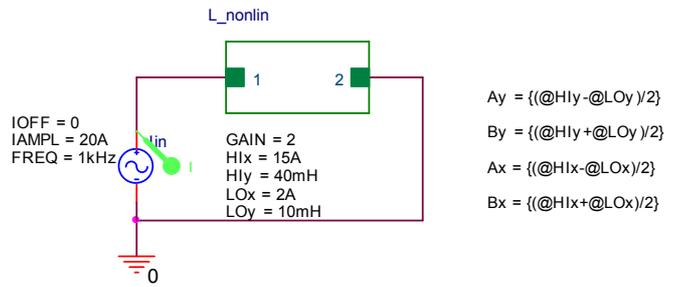 L_nonlin
1
2
IOFF = 0
IAMPL = 20A
FREQ = 1kHz
Iin
I
GAIN = 2
HIx = 15A
HIy = 40mH
LOx = 2A
LOy = 10mH
0
Ay = {(@HIy-@LOy)/2}
By = {(@HIy+@LOy)/2}
Ax = {(@HIx-@LOx)/2}
Bx = {(@HIx+@LOx)/2}